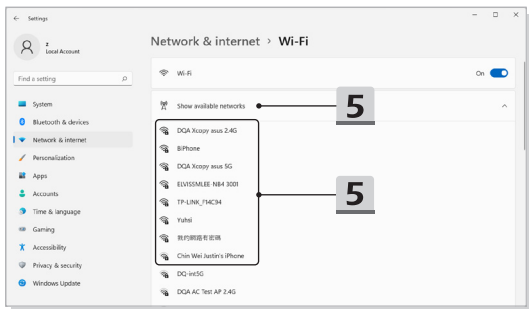 Settings
Network & internet > Wi-Fi
z
Local Account
Find a setting
Wi-Fi
On
System
Show available networks
5
Bluetooth & devices
Network & internet
Personalization
Apps
Accounts
Time & language
Gaming
Accessibility
Privacy & security
Windows Update
DQA Xcopy asus 2.4G
BiPhone
DQA Xcopy asus 5G
ELVISSMLEE-NB4 3001
5
TP-LINK_F14C94
Yuhsii
我的網路有密碼
Chin Wei Justin's iPhone
DQ-int5G
DQA AC Test AP 2.4G